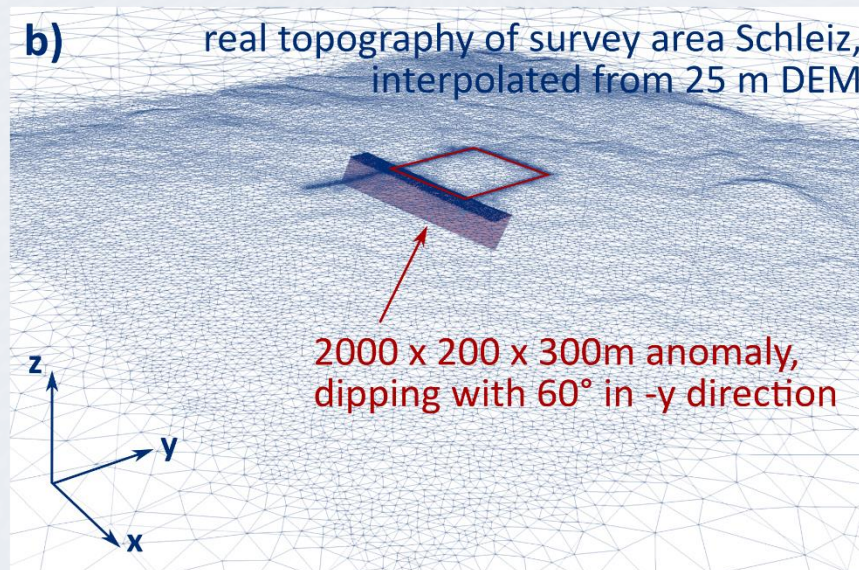 b) real topography of survey area Schleiz,
interpolated from 25 m DEM
2000 x 200 x 300m anomaly,
dipping with 60° in -y direction
z
y
x